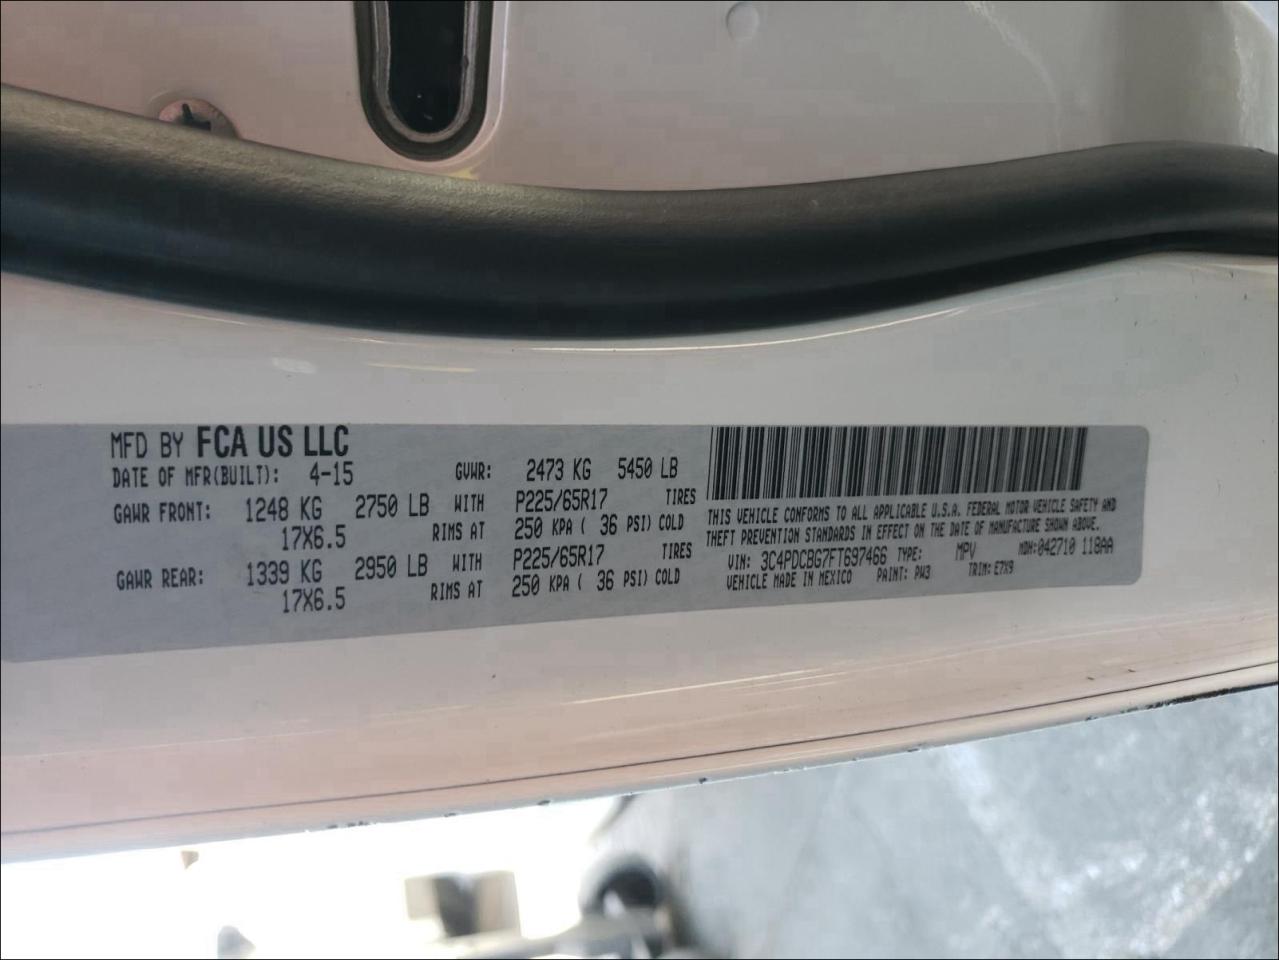 MFD BY FCA US LLC
DATE OF MFR(BUILT): 4-15 GVWR: 2473 KG 5450 LB
GAWR FRONT: 1248 KG 2750 LB WITH P225/65R17 TIRES
17X6.5 RIMS AT 250 KPA ( 36 PSI) COLD
GAWR REAR: 1339 KG 2950 LB WITH P225/65R17 TIRES
17X6.5 RIMS AT 250 KPA ( 36 PSI) COLD
THIS VEHICLE CONFORMS TO ALL APPLICABLE U.S.A. FEDERAL MOTOR VEHICLE SAFETY AND
THEFT PREVENTION STANDARDS IN EFFECT ON THE DATE OF MANUFACTURE SHOWN ABOVE.
VIN: 3C4PDCBG7FT697466 TYPE: MPV MDH:042710 118AA
VEHICLE MADE IN MEXICO PAINT: PW3 TRIM: E7X9